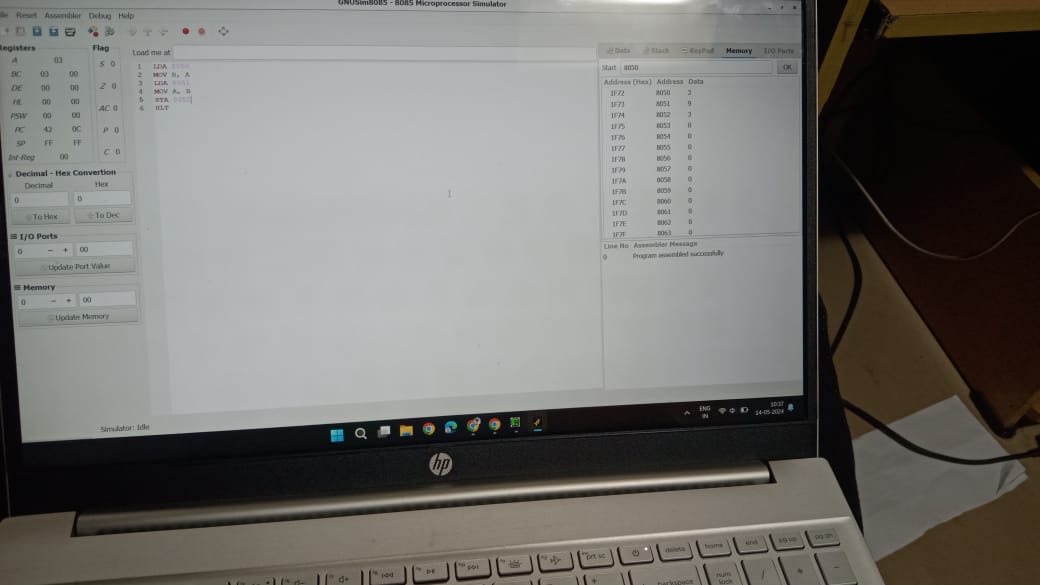 GNUSim8085 - 8085 Microprocessor Simulator
Reset Assembler Debug Help
Registers
A 03
BC 03 00
DE 00 00
HL 00 00
PSW 00 00
PC 42 0C
SP FF FF
Int-Reg 00
Flag
S 0
Z 0
AC 0
P 0
C 0
Decimal - Hex Convertion
Decimal Hex
0 0
To Hex To Dec
I/O Ports
0 - + 00
Update Port Value
Memory
0 - + 00
Update Memory
Load me at
1 LDA 8050
2 MOV B, A
3 LDA 8051
4 MOV A, B
5 STA 8052
6 HLT
Data Stack KeyPad Memory I/O Ports
Start 8050 OK
Address (Hex) Address Data
1F72 8050 3
1F73 8051 9
1F74 8052 3
1F75 8053 0
1F76 8054 0
1F77 8055 0
1F78 8056 0
1F79 8057 0
1F7A 8058 0
1F7B 8059 0
1F7C 8060 0
1F7D 8061 0
1F7E 8062 0
1F7F 8063 0
Line No Assembler Message
0 Program assembled successfully
Simulator: Idle
ENG
IN
10:37
14-05-2024
hp
prt sc delete home end pg up pg dn
backspace num lock / * -